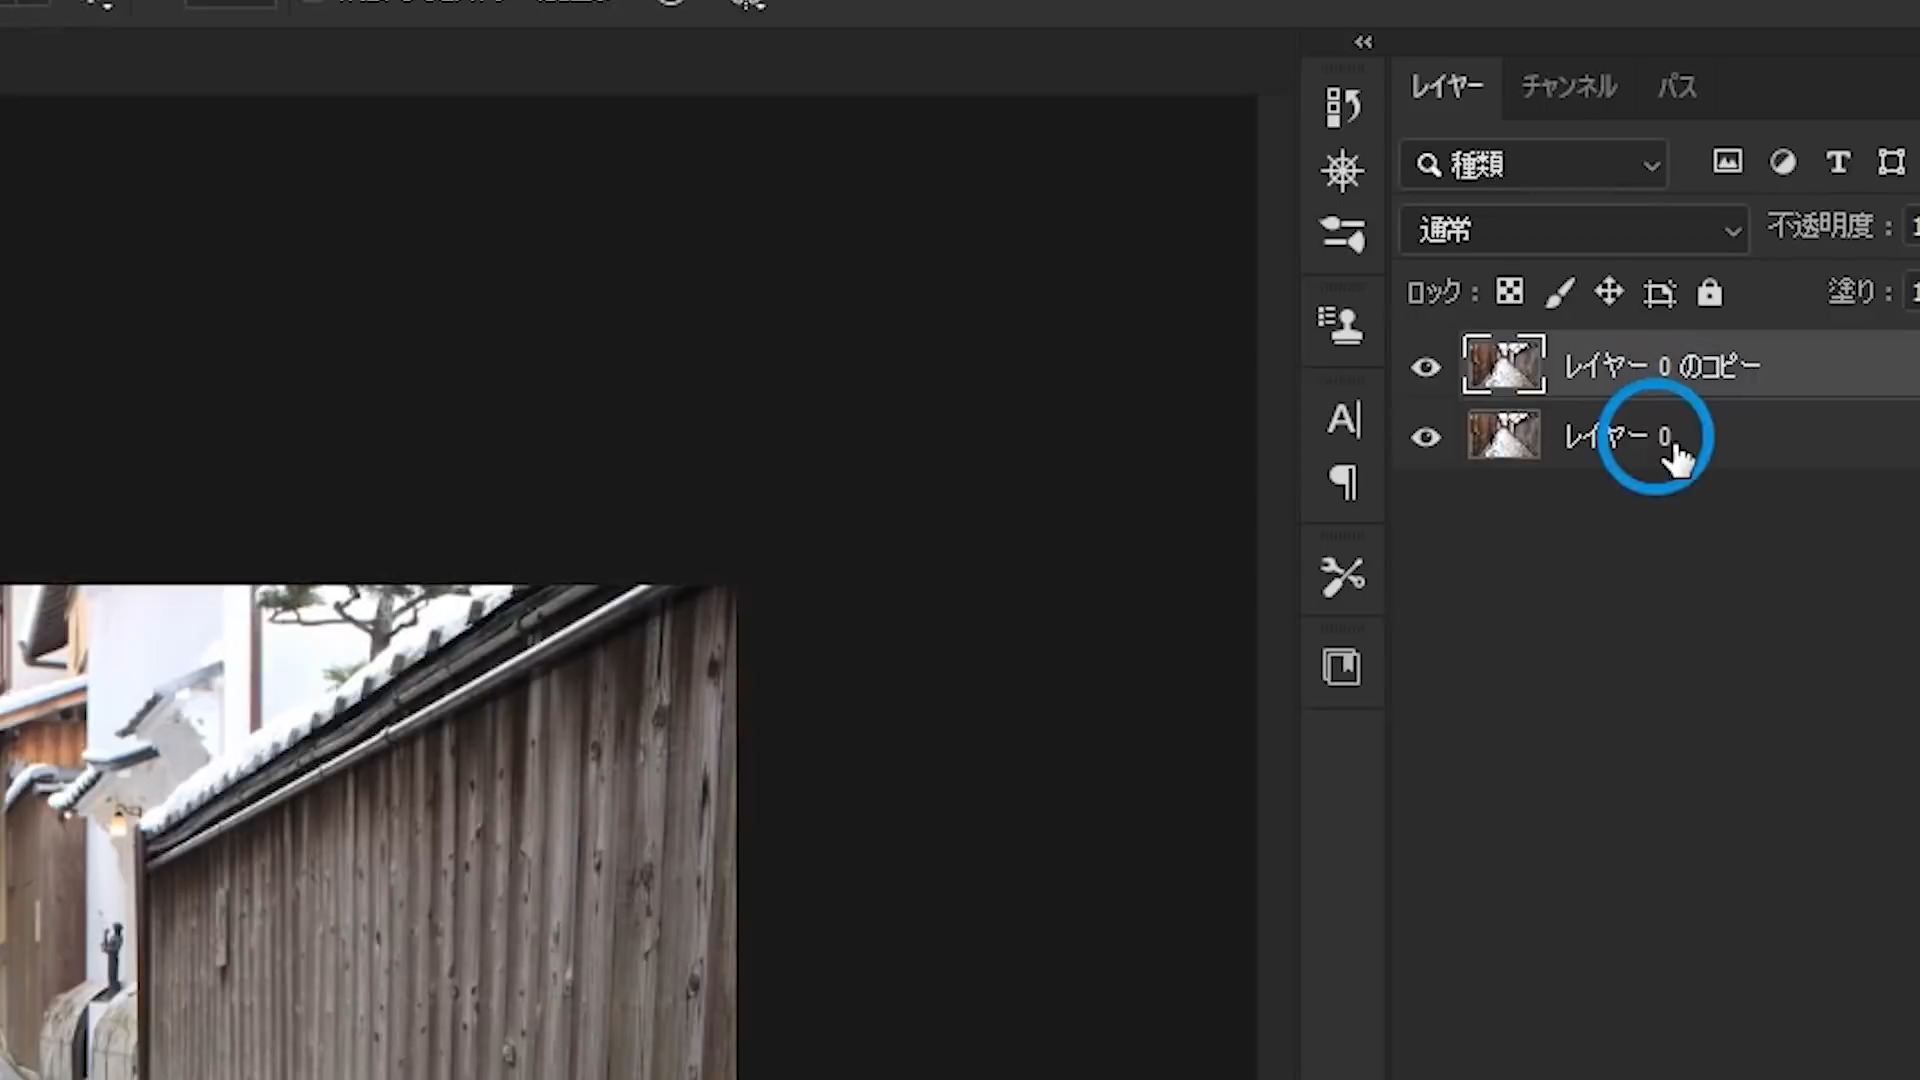 レイヤー チャンネル パス
種類
通常 不透明度：
ロック： 塗り：
レイヤー 0 のコピー
レイヤー 0